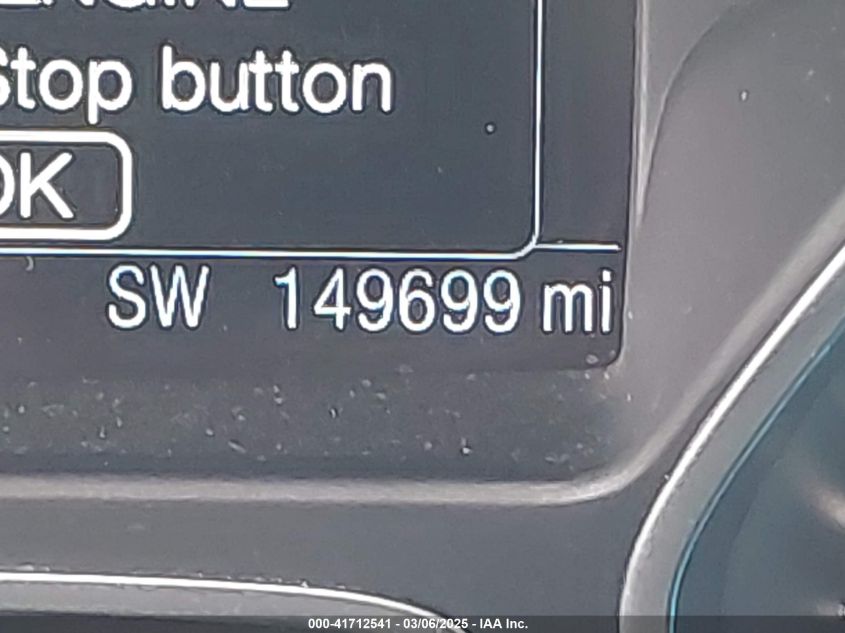 Stop button
OK
SW 149699 mi
000-41712541 - 03/06/2025 - IAA Inc.